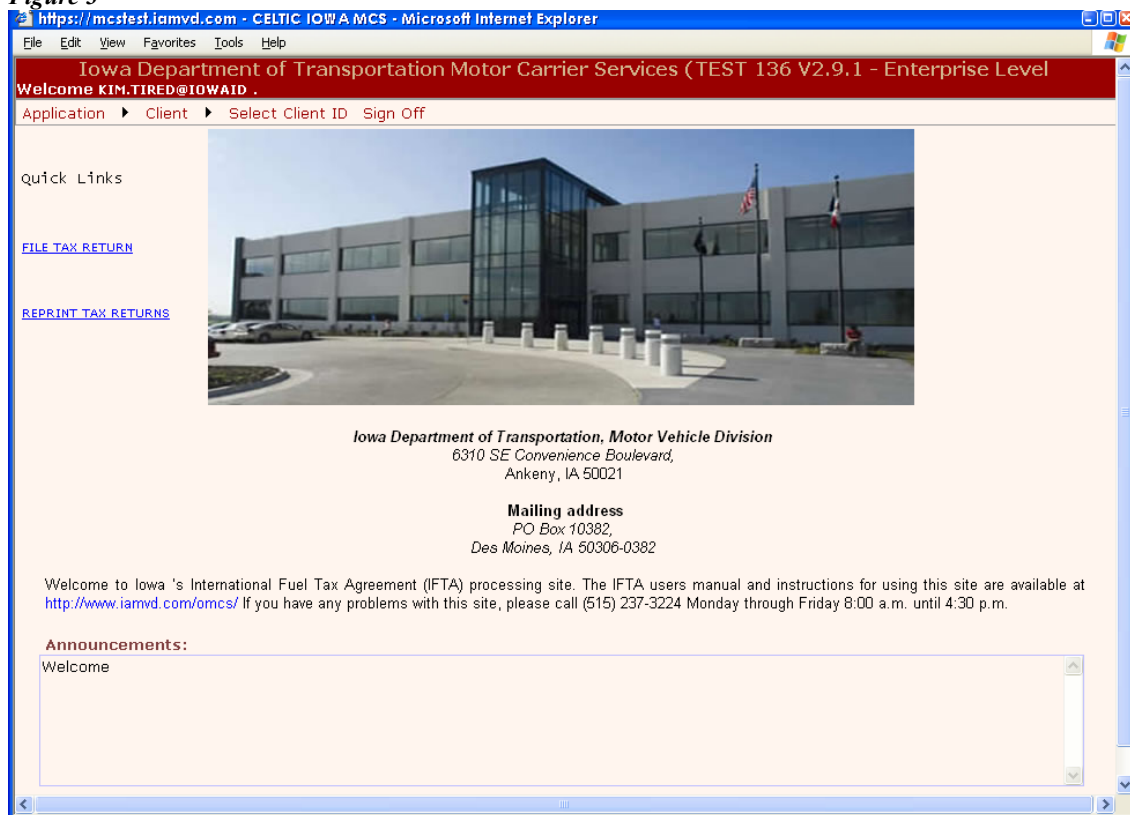 Figure 3
https://mcstest.iamvd.com - CELTIC IOWA MCS - Microsoft Internet Explorer
File Edit View Favorites Tools Help
Iowa Department of Transportation Motor Carrier Services (TEST 136 V2.9.1 - Enterprise Level
Welcome KIM.TIRED@IOWAID .
Application Client Select Client ID Sign Off
Quick Links
FILE TAX RETURN
REPRINT TAX RETURNS
Iowa Department of Transportation, Motor Vehicle Division
6310 SE Convenience Boulevard,
Ankeny, IA 50021
Mailing address
PO Box 10382,
Des Moines, IA 50306-0382
Welcome to Iowa 's International Fuel Tax Agreement (IFTA) processing site. The IFTA users manual and instructions for using this site are available at
http://www.iamvd.com/omcs/ If you have any problems with this site, please call (515) 237-3224 Monday through Friday 8:00 a.m. until 4:30 p.m.
Announcements:
Welcome